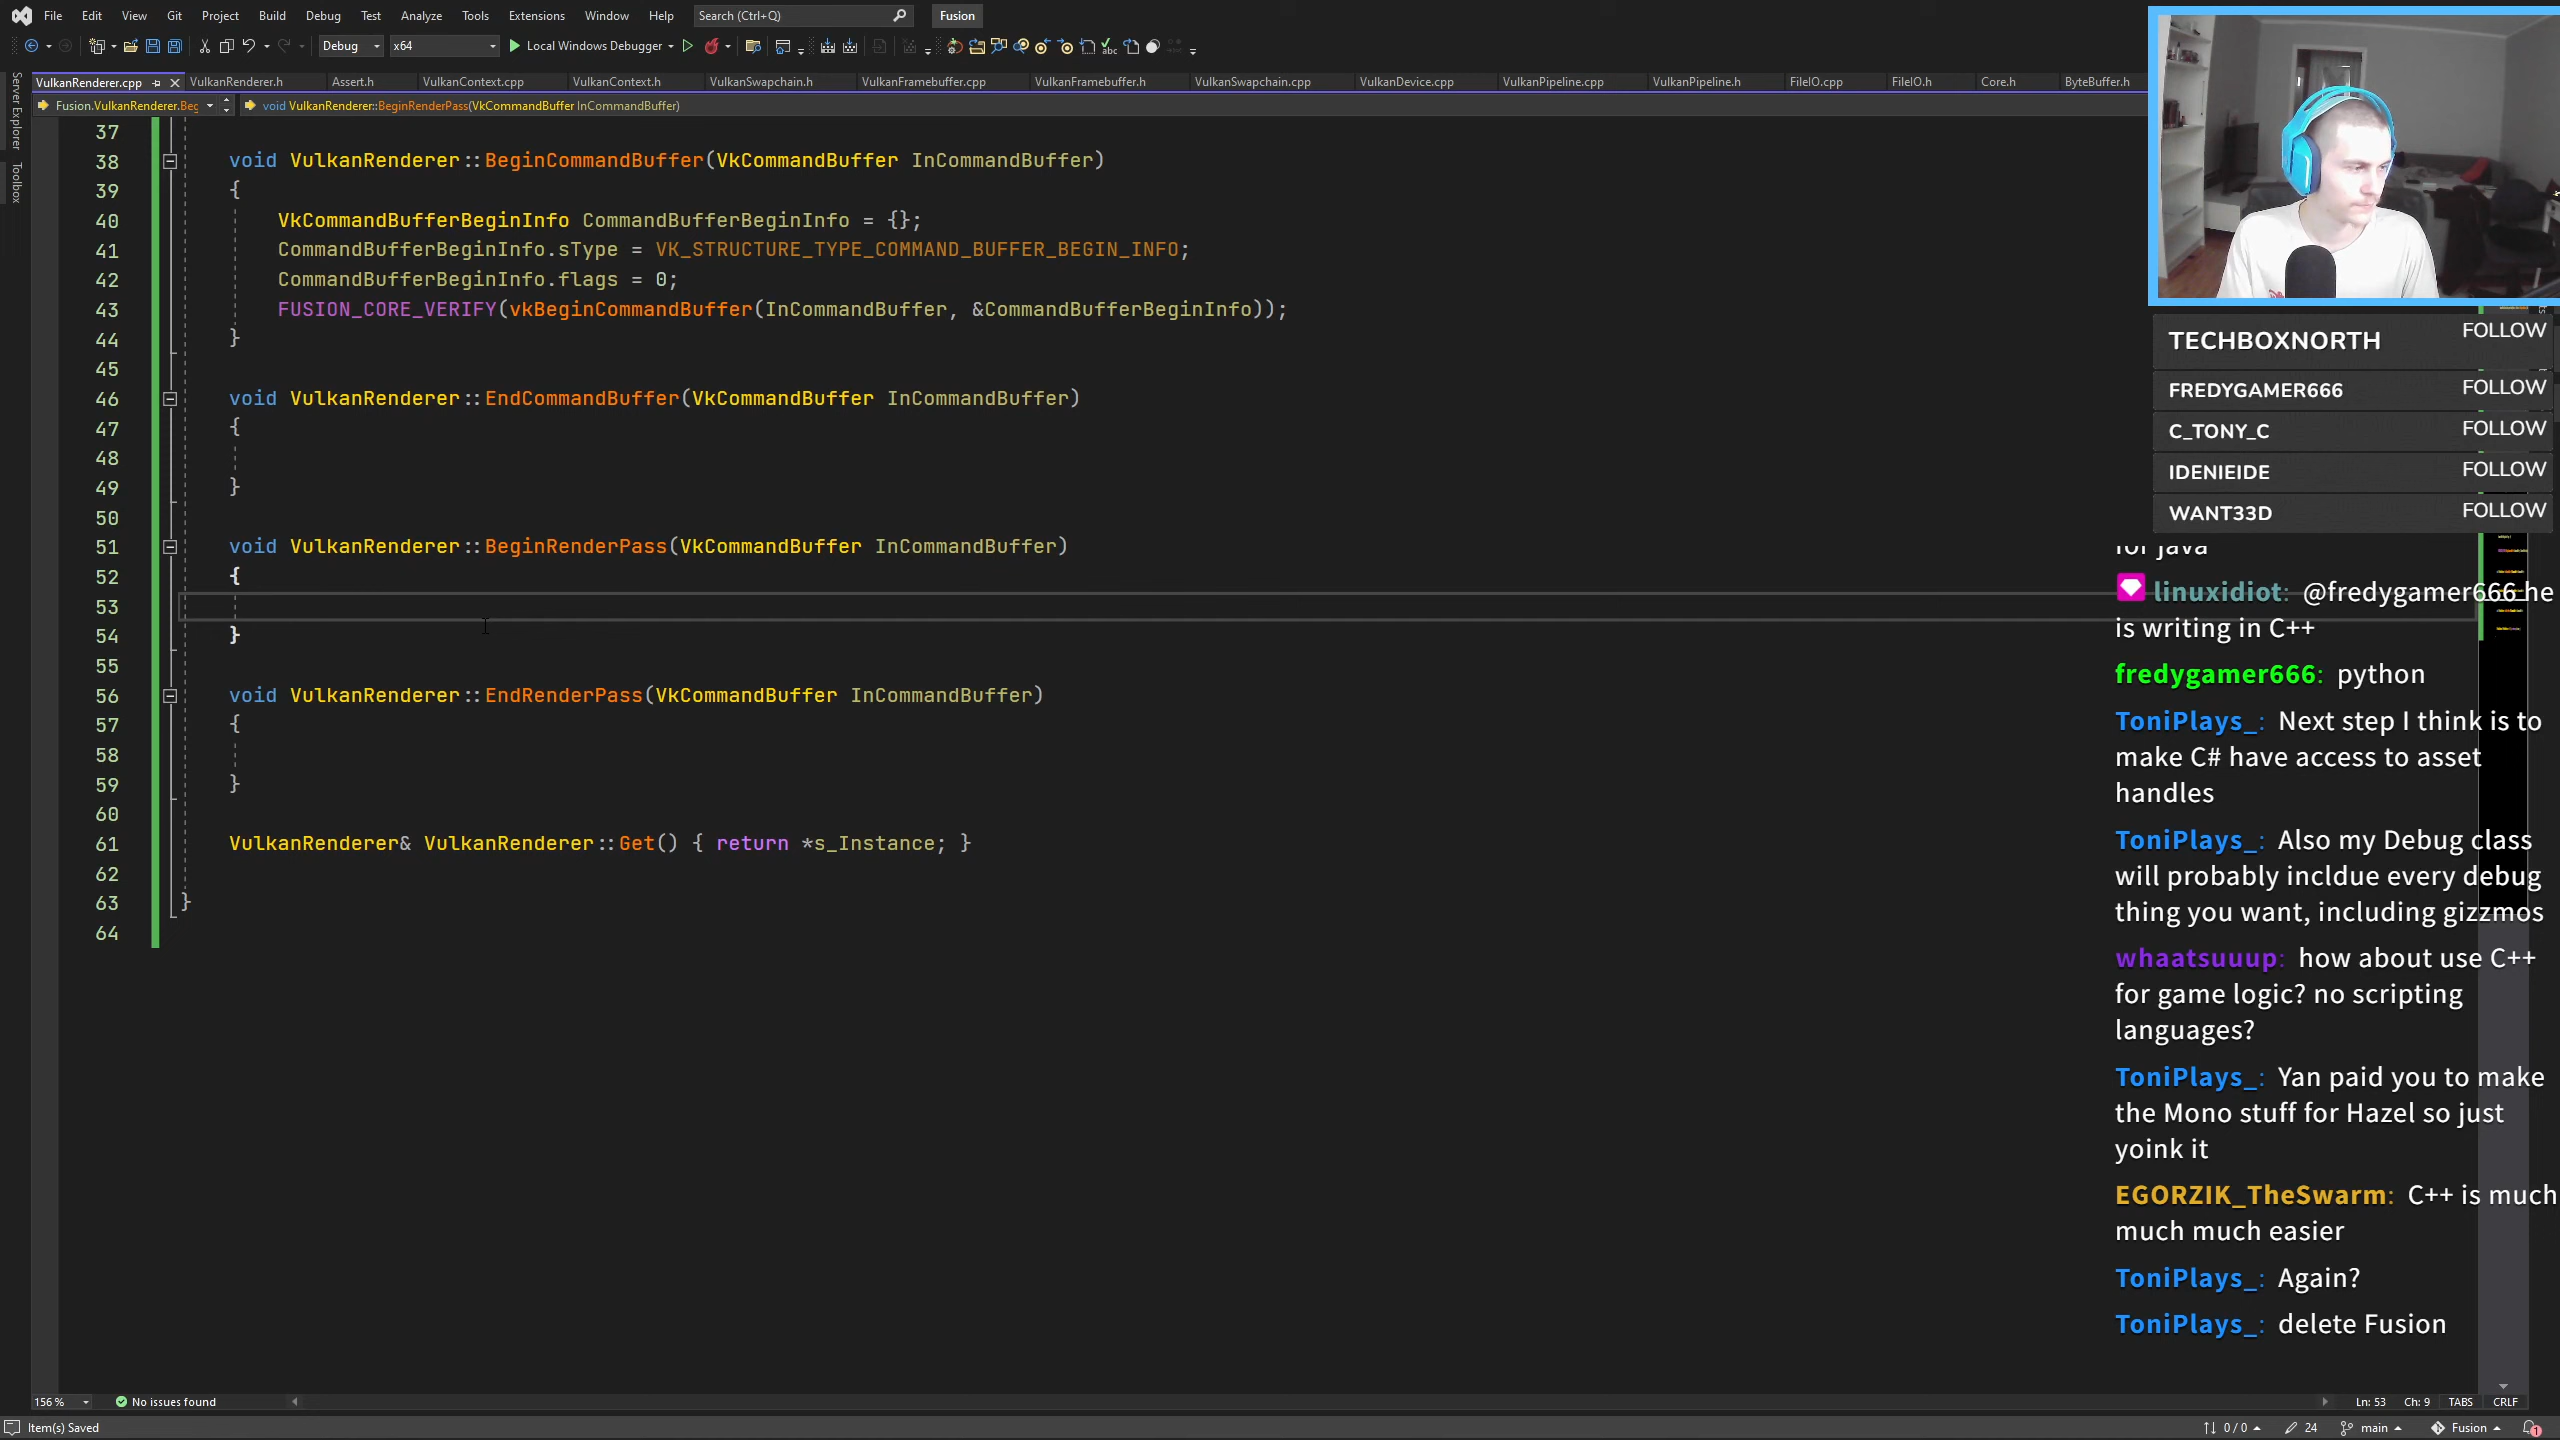 File Edit View Git Project Build Debug Test Analyze Tools Extensions Window Help Search (Ctrl+Q) Fusion
Debug x64 Local Windows Debugger
VulkanRenderer.cpp VulkanRenderer.h Assert.h VulkanContext.cpp VulkanContext.h VulkanSwapchain.h VulkanFramebuffer.cpp VulkanFramebuffer.h VulkanSwapchain.cpp VulkanDevice.cpp VulkanPipeline.cpp VulkanPipeline.h FileIO.cpp FileIO.h Core.h ByteBuffer.h
Fusion.VulkanRenderer.Beg void VulkanRenderer::BeginRenderPass(VkCommandBuffer InCommandBuffer)
Server Explorer
Toolbox
37
38 void VulkanRenderer::BeginCommandBuffer(VkCommandBuffer InCommandBuffer)
39 {
40 VkCommandBufferBeginInfo CommandBufferBeginInfo = {};
41 CommandBufferBeginInfo.sType = VK_STRUCTURE_TYPE_COMMAND_BUFFER_BEGIN_INFO;
42 CommandBufferBeginInfo.flags = 0;
43 FUSION_CORE_VERIFY(vkBeginCommandBuffer(InCommandBuffer, &CommandBufferBeginInfo));
44 }
45
46 void VulkanRenderer::EndCommandBuffer(VkCommandBuffer InCommandBuffer)
47 {
48
49 }
50
51 void VulkanRenderer::BeginRenderPass(VkCommandBuffer InCommandBuffer)
52 {
53
54 }
55
56 void VulkanRenderer::EndRenderPass(VkCommandBuffer InCommandBuffer)
57 {
58
59 }
60
61 VulkanRenderer& VulkanRenderer::Get() { return *s_Instance; }
62
63 }
64
TECHBOXNORTH FOLLOW
FREDYGAMER666 FOLLOW
C_TONY_C FOLLOW
IDENIEIDE FOLLOW
WANT33D FOLLOW
for java
linuxidiot: @fredygamer666 he
is writing in C++
fredygamer666: python
ToniPlays_: Next step I think is to
make C# have access to asset
handles
ToniPlays_: Also my Debug class
will probably incldue every debug
thing you want, including gizzmos
whaatsuuup: how about use C++
for game logic? no scripting
languages?
ToniPlays_: Yan paid you to make
the Mono stuff for Hazel so just
yoink it
EGORZIK_TheSwarm: C++ is much
much much easier
ToniPlays_: Again?
ToniPlays_: delete Fusion
156 % No issues found Ln: 53 Ch: 9 TABS CRLF
Item(s) Saved 0 / 0 24 main Fusion 1